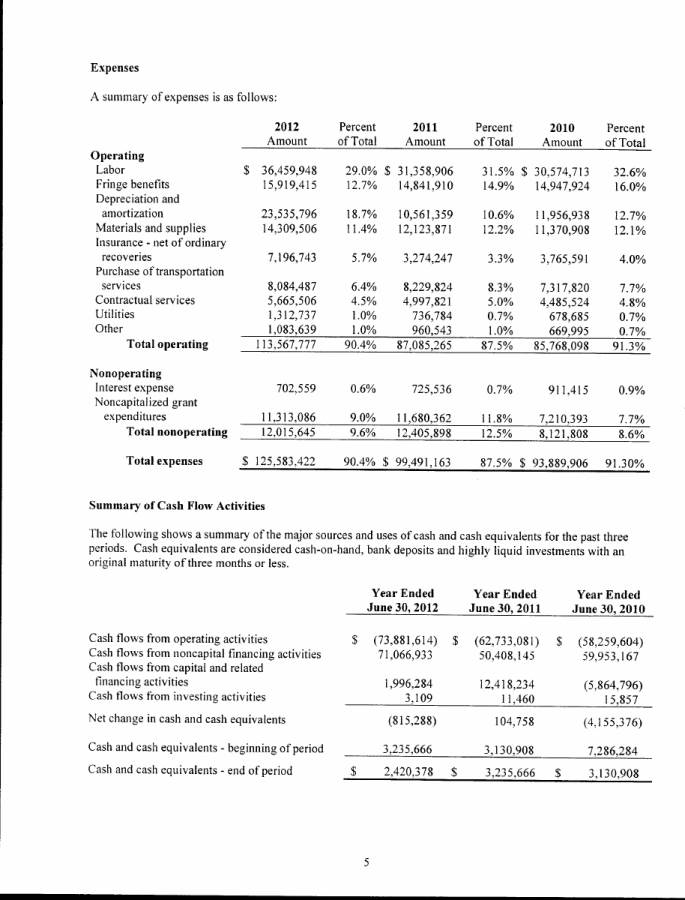 Expenses
A summary of expenses is as follows:
2012 Percent 2011 Percent 2010 Percent
Amount of Total Amount of Total Amount of Total
Operating
Labor $ 36,459,948 29.0% $ 31,358,906 31.5% $ 30,574,713 32.6%
Fringe benefits 15,919,415 12.7% 14,841,910 14.9% 14,947,924 16.0%
Depreciation and
amortization 23,535,796 18.7% 10,561,359 10.6% 11,956,938 12.7%
Materials and supplies 14,309,506 11.4% 12,123,871 12.2% 11,370,908 12.1%
Insurance - net of ordinary
recoveries 7,196,743 5.7% 3,274,247 3.3% 3,765,591 4.0%
Purchase of transportation
services 8,084,487 6.4% 8,229,824 8.3% 7,317,820 7.7%
Contractual services 5,665,506 4.5% 4,997,821 5.0% 4,485,524 4.8%
Utilities 1,312,737 1.0% 736,784 0.7% 678,685 0.7%
Other 1,083,639 1.0% 960,543 1.0% 669,995 0.7%
Total operating 113,567,777 90.4% 87,085,265 87.5% 85,768,098 91.3%
Nonoperating
Interest expense 702,559 0.6% 725,536 0.7% 911,415 0.9%
Noncapitalized grant
expenditures 11,313,086 9.0% 11,680,362 11.8% 7,210,393 7.7%
Total nonoperating 12,015,645 9.6% 12,405,898 12.5% 8,121,808 8.6%
Total expenses $ 125,583,422 90.4% $ 99,491,163 87.5% $ 93,889,906 91.30%
Summary of Cash Flow Activities
The following shows a summary of the major sources and uses of cash and cash equivalents for the past three
periods. Cash equivalents are considered cash-on-hand, bank deposits and highly liquid investments with an
original maturity of three months or less.
Year Ended Year Ended Year Ended
June 30, 2012 June 30, 2011 June 30, 2010
Cash flows from operating activities $ (73,881,614) $ (62,733,081) $ (58,259,604)
Cash flows from noncapital financing activities 71,066,933 50,408,145 59,953,167
Cash flows from capital and related
financing activities 1,996,284 12,418,234 (5,864,796)
Cash flows from investing activities 3,109 11,460 15,857
Net change in cash and cash equivalents (815,288) 104,758 (4,155,376)
Cash and cash equivalents - beginning of period 3,235,666 3,130,908 7,286,284
Cash and cash equivalents - end of period $ 2,420,378 $ 3,235,666 $ 3,130,908
5